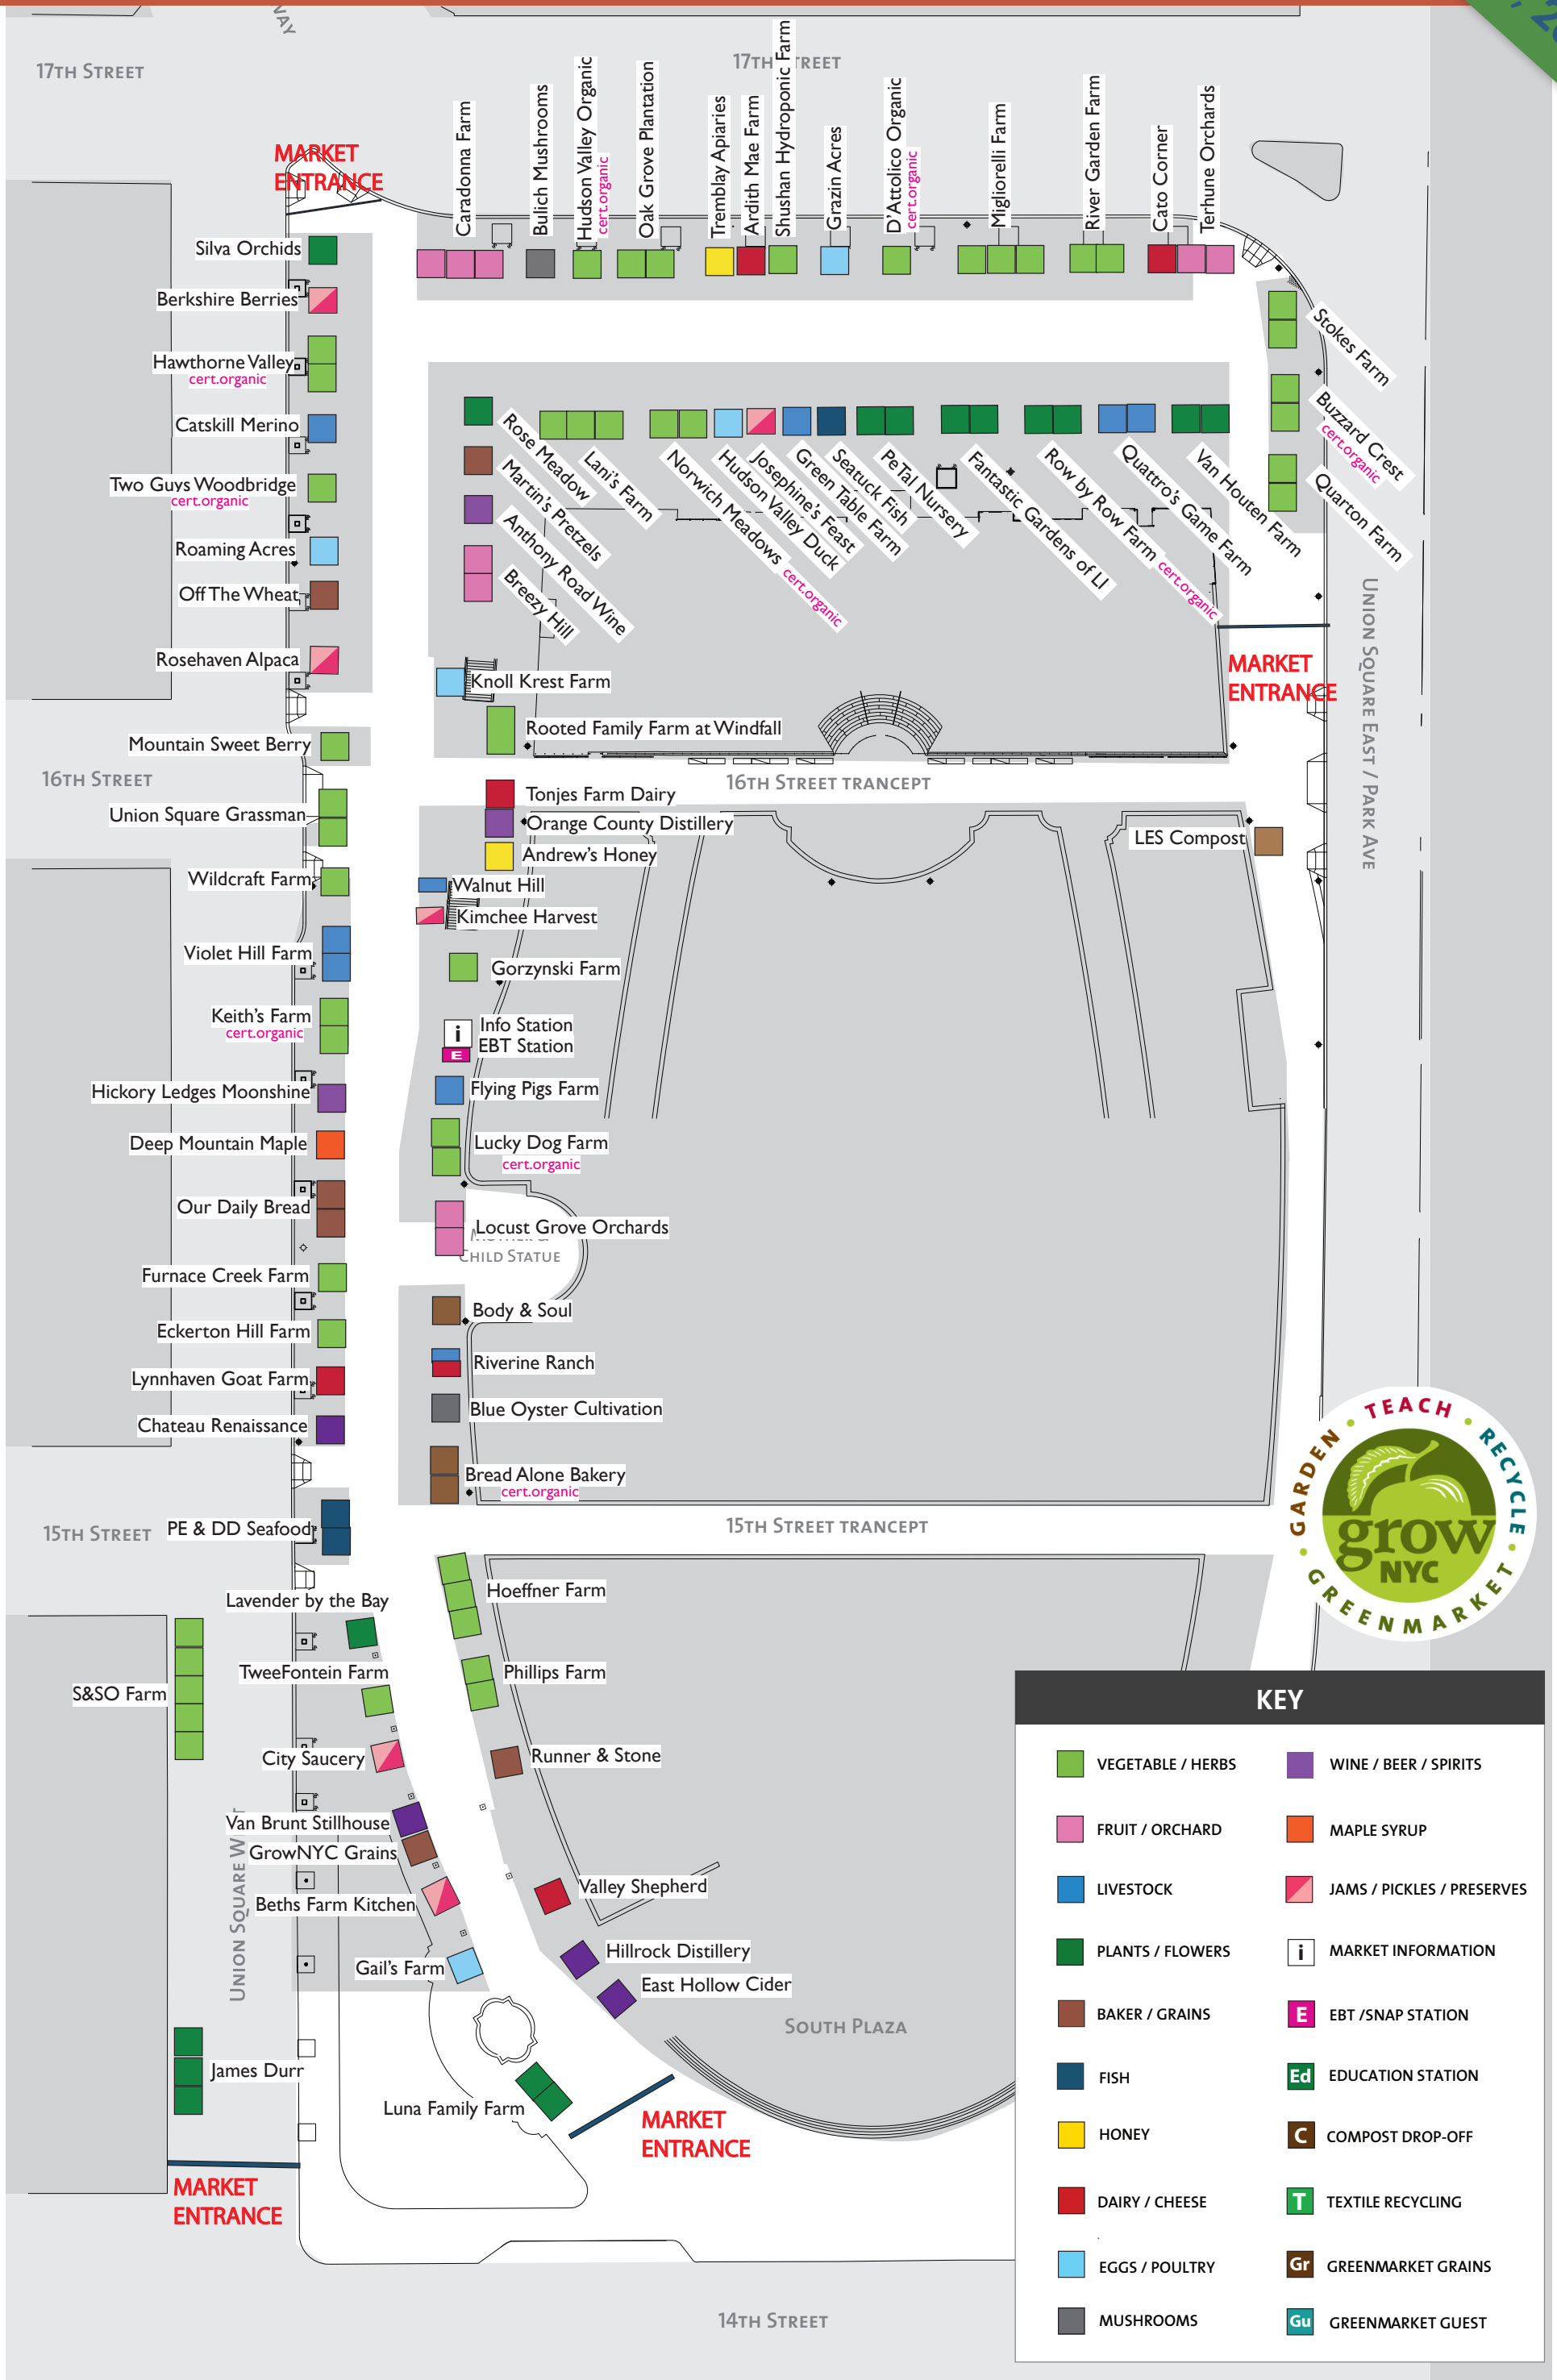 17th Street
17th Street
MARKET
ENTRANCE
Caradonna Farm
Bulich Mushrooms
Hudson Valley Organic
cert.organic
Oak Grove Plantation
Tremblay Apiaries
Ardith Mae Farm
Shushan Hydroponic Farm
Grazin Acres
D'Attolico Organic
cert.organic
Migliorelli Farm
River Garden Farm
Cato Corner
Terhune Orchards
Silva Orchids
Berkshire Berries
Hawthorne Valley
cert.organic
Catskill Merino
Two Guys Woodbridge
cert.organic
Roaming Acres
Off The Wheat
Rosehaven Alpaca
Mountain Sweet Berry
16th Street
Union Square Grassman
Wildcraft Farm
Violet Hill Farm
Keith's Farm
cert.organic
Hickory Ledges Moonshine
Deep Mountain Maple
Our Daily Bread
Furnace Creek Farm
Eckerton Hill Farm
Lynnhaven Goat Farm
Chateau Renaissance
15th Street
PE & DD Seafood
Rose Meadow
Martin's Pretzels
Anthony Road Wine
Breezy Hill
Lani's Farm
Norwich Meadows cert.organic
Hudson Valley Duck
Josephine's Feast
Green Table Farm
Seatuck Fish
PeTal Nursery
Fantastic Gardens of LI
Row by Row Farm cert.organic
Quattro's Game Farm
Van Houten Farm
Stokes Farm
Buzzard Crest
cert.organic
Quarton Farm
MARKET
ENTRANCE
Union Square East / Park Ave
Knoll Krest Farm
Rooted Family Farm at Windfall
16th Street trancept
Tonjes Farm Dairy
Orange County Distillery
Andrew's Honey
Walnut Hill
Kimchee Harvest
LES Compost
Gorzynski Farm
i Info Station
E EBT Station
Flying Pigs Farm
Lucky Dog Farm
cert.organic
Locust Grove Orchards
Child Statue
Body & Soul
Riverine Ranch
Blue Oyster Cultivation
Bread Alone Bakery
cert.organic
15th Street trancept
GARDEN • TEACH • RECYCLE • GREENMARKET •
grow
NYC
Hoeffner Farm
Lavender by the Bay
TweeFontein Farm
Phillips Farm
S&SO Farm
City Saucery
Runner & Stone
Van Brunt Stillhouse
GrowNYC Grains
Union Square W
Beths Farm Kitchen
Valley Shepherd
Gail's Farm
Hillrock Distillery
East Hollow Cider
South Plaza
James Durr
Luna Family Farm
MARKET
ENTRANCE
MARKET
ENTRANCE
14th Street
KEY
VEGETABLE / HERBS
FRUIT / ORCHARD
LIVESTOCK
PLANTS / FLOWERS
BAKER / GRAINS
FISH
HONEY
DAIRY / CHEESE
EGGS / POULTRY
MUSHROOMS
WINE / BEER / SPIRITS
MAPLE SYRUP
JAMS / PICKLES / PRESERVES
i MARKET INFORMATION
E EBT /SNAP STATION
Ed EDUCATION STATION
C COMPOST DROP-OFF
T TEXTILE RECYCLING
Gr GREENMARKET GRAINS
Gu GREENMARKET GUEST